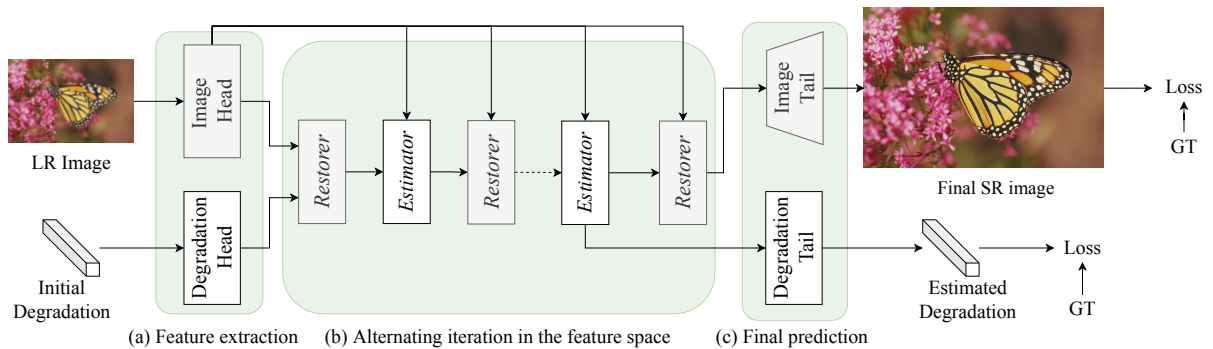 LR Image
Initial
Degradation
Image
Head
Degradation
Head
(a) Feature extraction
Restorer
Estimator
Restorer
Estimator
Restorer
(b) Alternating iteration in the feature space
Image
Tail
Degradation
Tail
(c) Final prediction
Final SR image
Loss
GT
Estimated
Degradation
Loss
GT